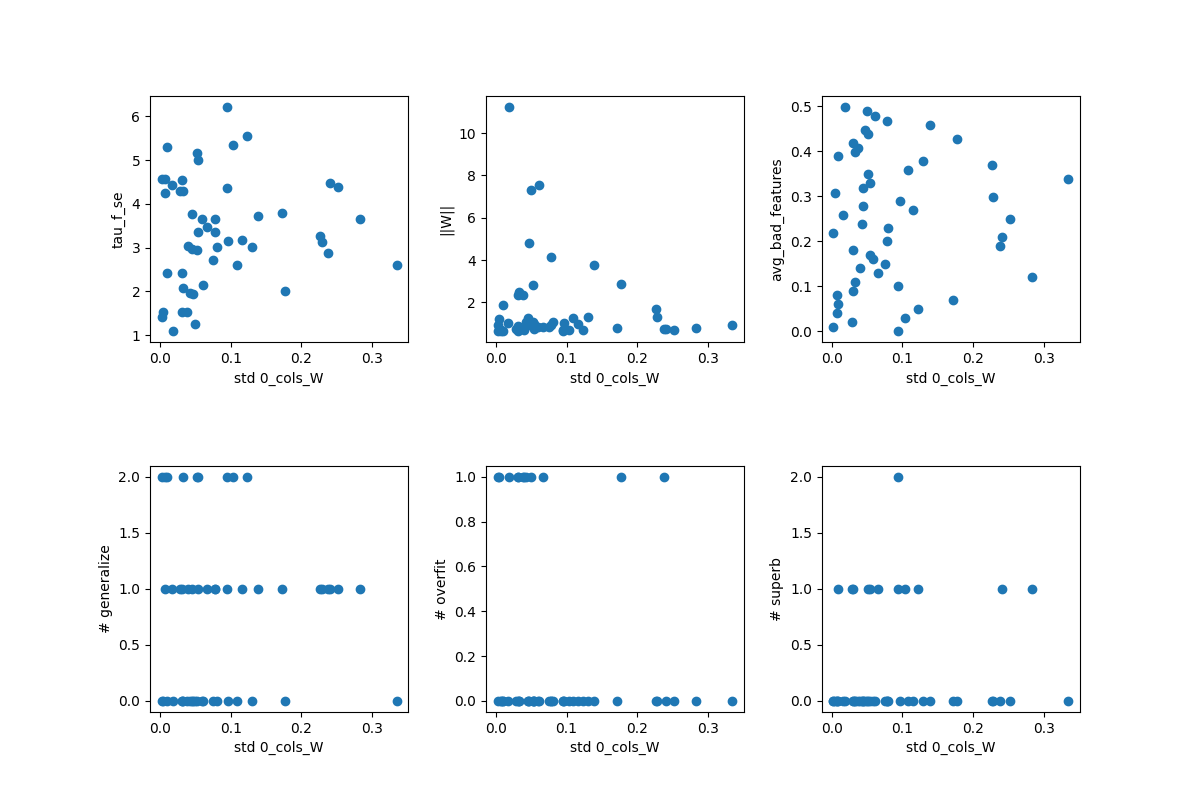 6
5
4
3
2
1
tau_f_se
0.0 0.1 0.2 0.3
std 0_cols_W
10
8
6
4
2
||W||
0.0 0.1 0.2 0.3
std 0_cols_W
0.5
0.4
0.3
0.2
0.1
0.0
avg_bad_features
0.0 0.1 0.2 0.3
std 0_cols_W
2.0
1.5
1.0
0.5
0.0
# generalize
0.0 0.1 0.2 0.3
std 0_cols_W
1.0
0.8
0.6
0.4
0.2
0.0
# overfit
0.0 0.1 0.2 0.3
std 0_cols_W
2.0
1.5
1.0
0.5
0.0
# superb
0.0 0.1 0.2 0.3
std 0_cols_W